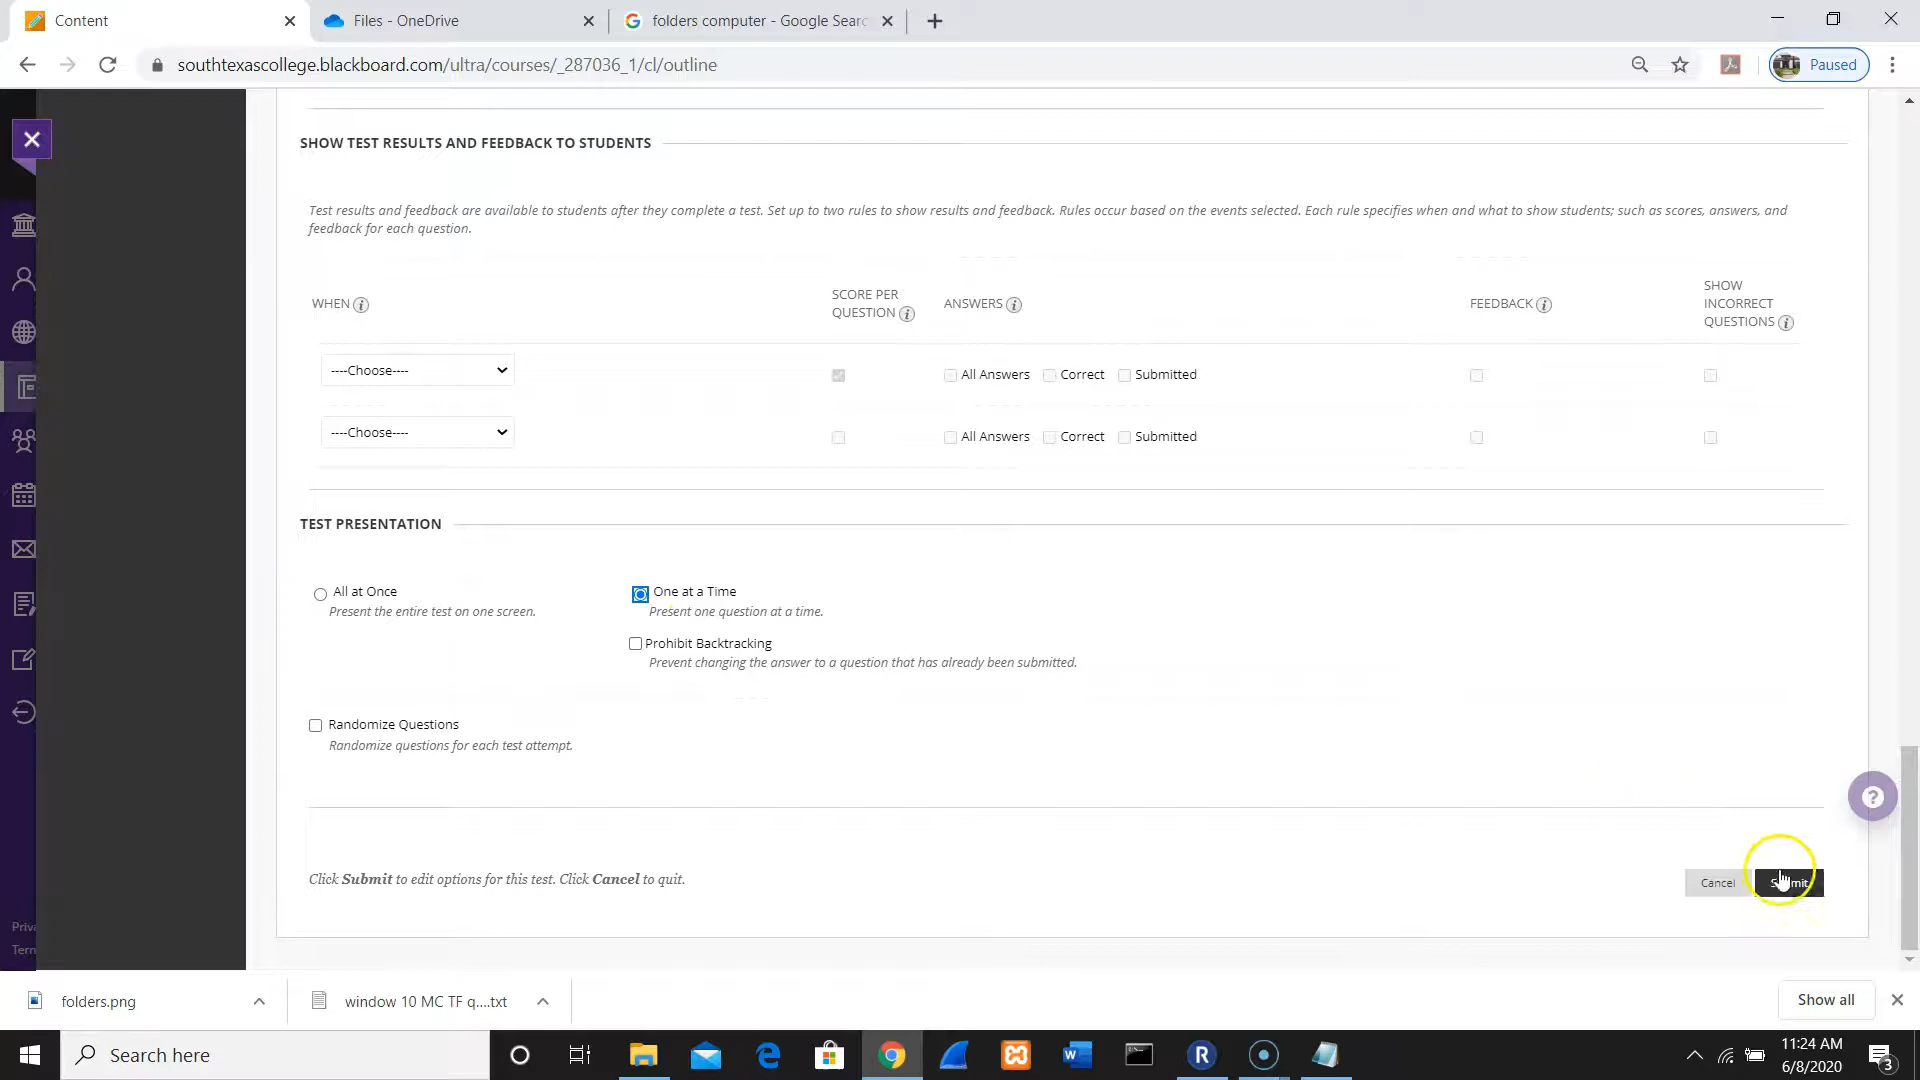 Content
Files - OneDrive
folders computer - Google Searc
southtexascollege.blackboard.com/ultra/courses/_287036_1/cl/outline
Paused
SHOW TEST RESULTS AND FEEDBACK TO STUDENTS
Test results and feedback are available to students after they complete a test. Set up to two rules to show results and feedback. Rules occur based on the events selected. Each rule specifies when and what to show students; such as scores, answers, and
feedback for each question.
WHEN
SCORE PER
QUESTION
ANSWERS
FEEDBACK
SHOW
INCORRECT
QUESTIONS
----Choose----
All Answers Correct Submitted
----Choose----
All Answers Correct Submitted
TEST PRESENTATION
All at Once
Present the entire test on one screen.
One at a Time
Present one question at a time.
Prohibit Backtracking
Prevent changing the answer to a question that has already been submitted.
Randomize Questions
Randomize questions for each test attempt.
Click Submit to edit options for this test. Click Cancel to quit.
Cancel
Priva
Term
folders.png
window 10 MC TF q....txt
Show all
Search here
11:24 AM
6/8/2020
3